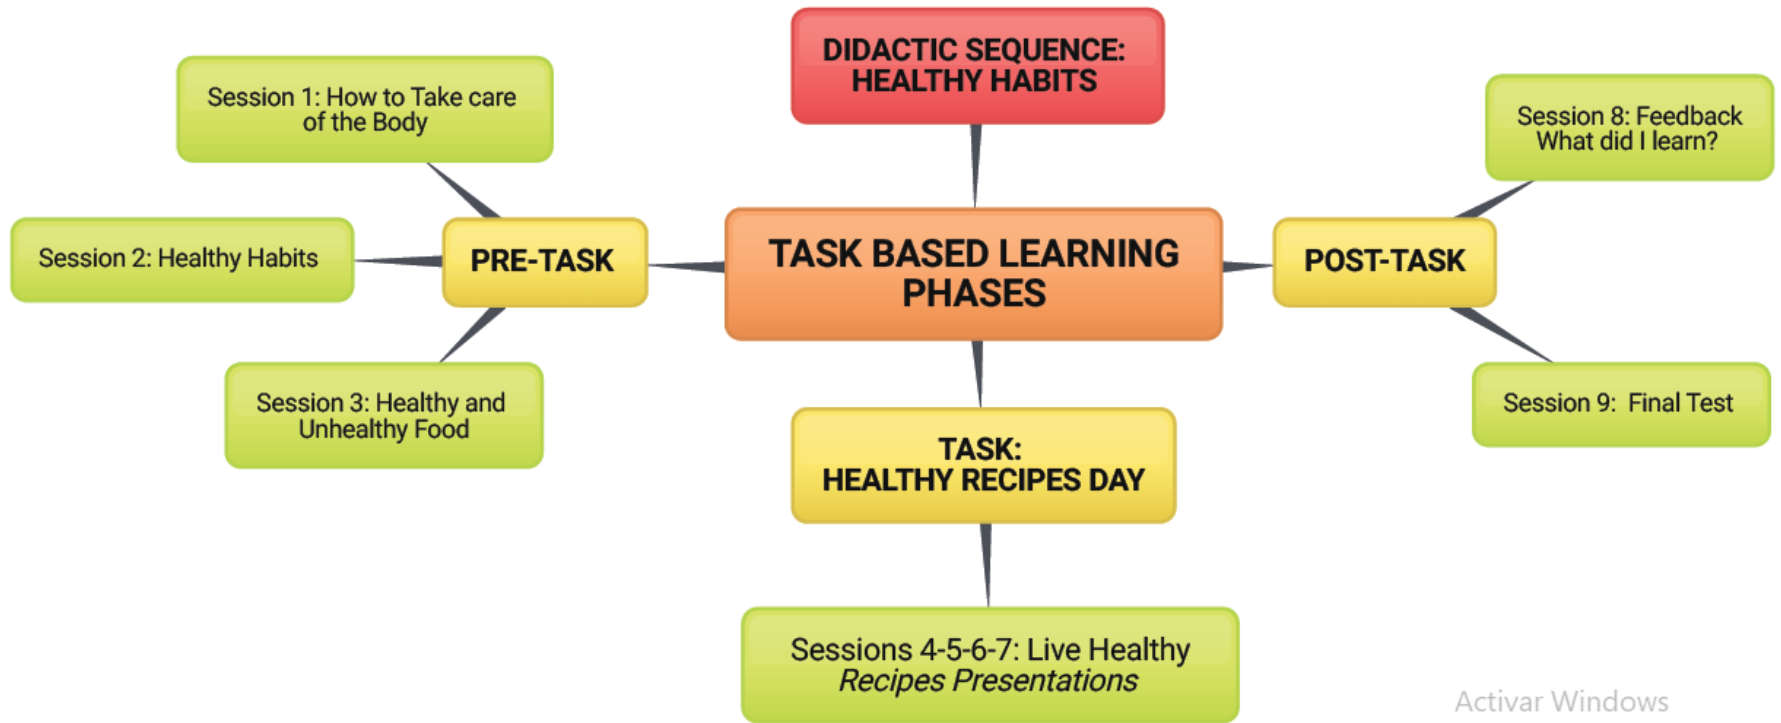 DIDACTIC SEQUENCE:
HEALTHY HABITS
Session 1: How to Take care
of the Body
Session 2: Healthy Habits
Session 3: Healthy and
Unhealthy Food
PRE-TASK
TASK BASED LEARNING
PHASES
POST-TASK
Session 8: Feedback
What did I learn?
Session 9: Final Test
TASK:
HEALTHY RECIPES DAY
Sessions 4-5-6-7: Live Healthy
Recipes Presentations
Activar Windows